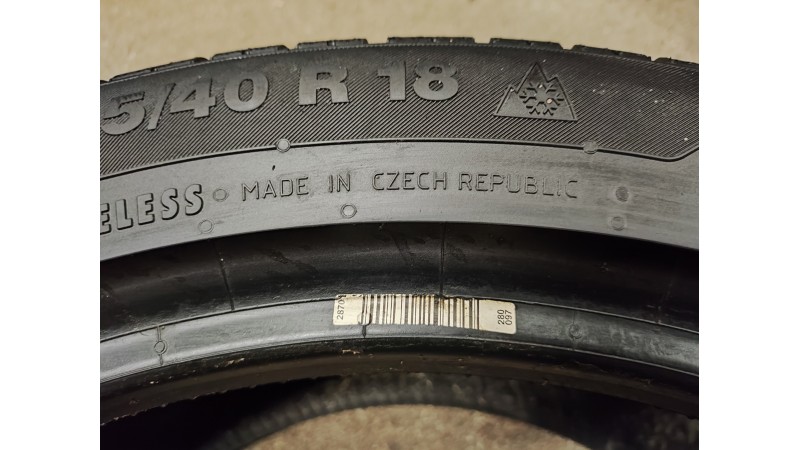 5/40 R 18
ELESS MADE IN CZECH REPUBLIC
280
097